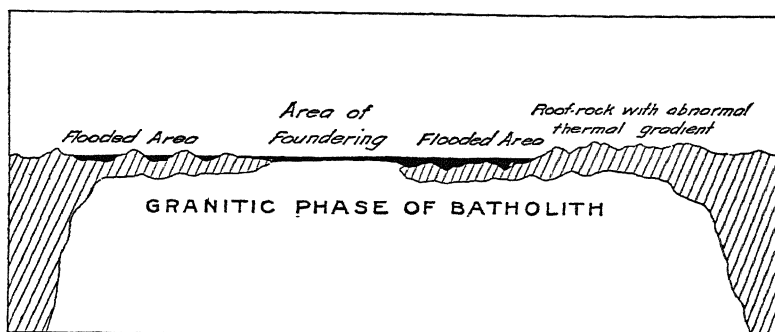 Area of
Foundering
Flooded Area
Flooded Area
Roof-rock with abnormal
thermal gradient
GRANITIC PHASE OF BATHOLITH